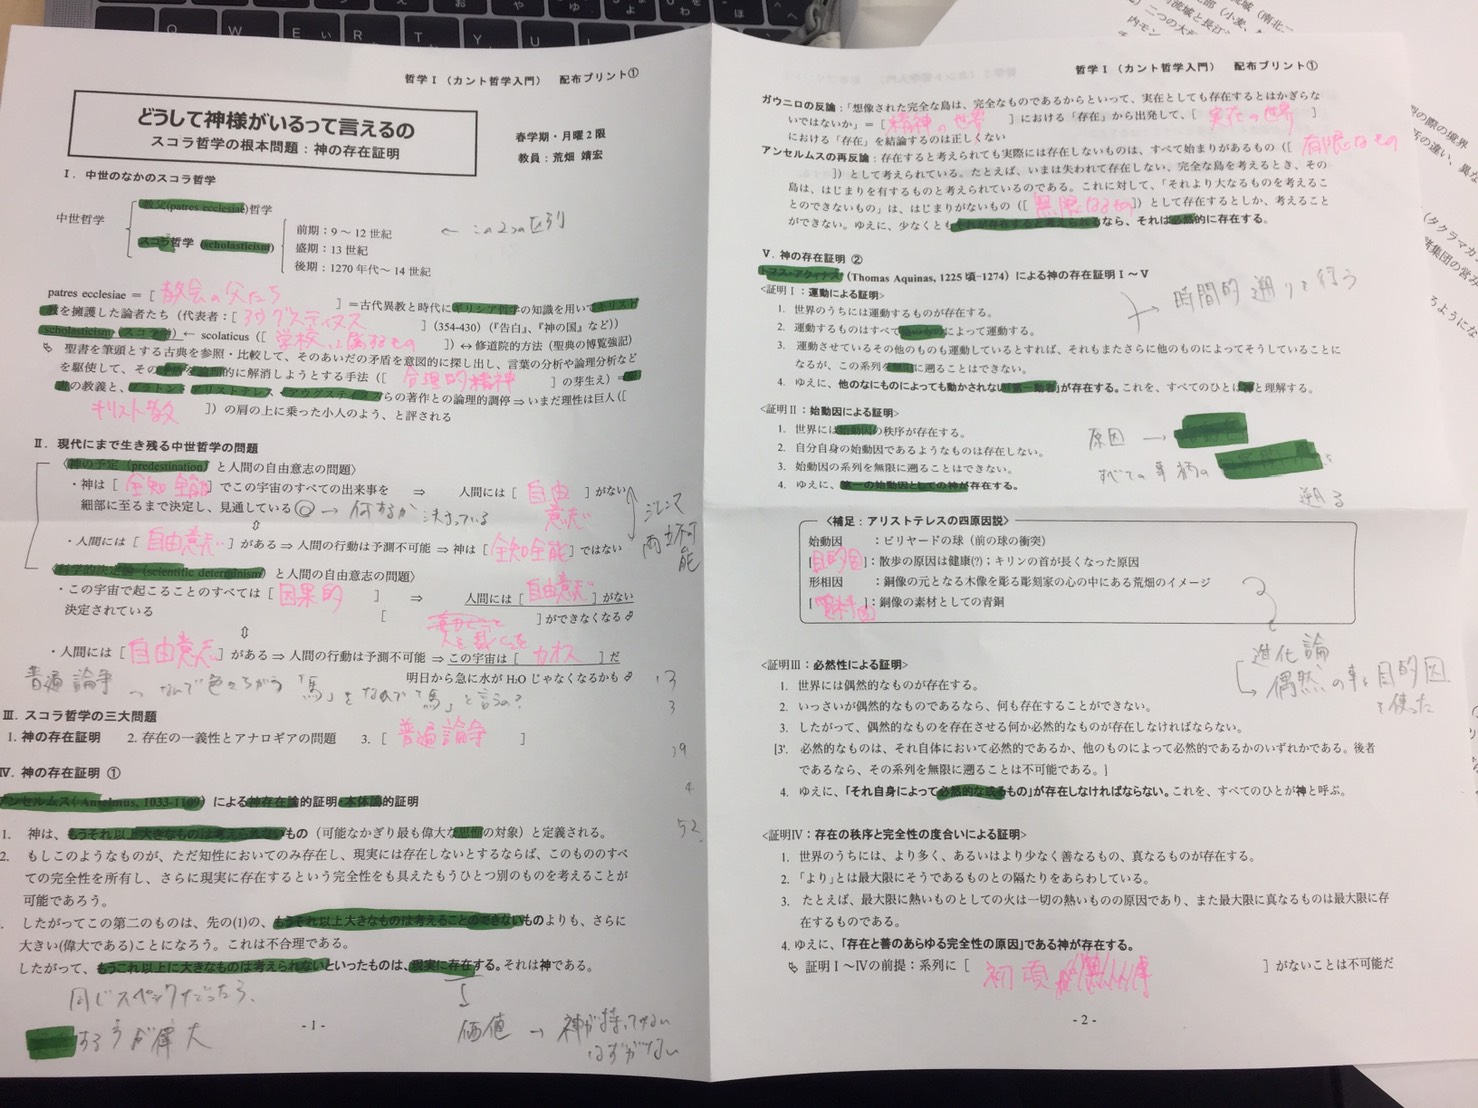 哲学Ⅰ（カント哲学入門）　配布プリント①
どうして神様がいるって言えるの
スコラ哲学の根本問題：神の存在証明
春学期・月曜２限
教員：荒畑 靖宏
Ⅰ. 中世のなかのスコラ哲学
中世哲学
教父(patres ecclesiae)哲学
スコラ哲学 (scholasticism)
前期：9～12 世紀
盛期：13 世紀
後期：1270 年代～14 世紀
← この2つの区別
patres ecclesiae =［教会の父たち］＝古代異教と時代にギリシア哲学の知識を用いてキリスト
教を擁護した論者たち（代表者：［アウグスティヌス］(354-430)（『告白』、『神の国』など））
scholasticism（スコラ学）← scolaticus（［学校に属するもの］）↔ 修道院的方法（聖典の博覧強記）
聖書を筆頭とする古典を参照・比較して、そのあいだの矛盾を意図的に探し出し、言葉の分析や論理分析など
を駆使して、その矛盾を論理的に解消しようとする手法（［合理的精神］の芽生え）＝
の教義と、プラトン、アリストテレス、アウグスティヌスらの著作との論理的調停 ⇒ いまだ理性は巨人（［
キリスト教］）の肩の上に乗った小人のよう、と評される
Ⅱ. 現代にまで生き残る中世哲学の問題
〈神の予定（predestination）と人間の自由意志の問題〉
・神は［全知全能］でこの宇宙のすべての出来事を　⇒　人間には［自由意志］がない
細部に至るまで決定し、見通している → 何するか決まっている
⇕
・人間には［自由意志］がある ⇒ 人間の行動は予測不可能 ⇒ 神は［全知全能］ではない
ジレンマ
両立不可能
〈科学的決定論（scientific determinism）と人間の自由意志の問題〉
・この宇宙で起こることのすべては［因果的］　⇒　人間には［自由意志］がない
決定されている　［人を裁くこと］ができなくなる
⇕
・人間には［自由意志］がある ⇒ 人間の行動は予測不可能 ⇒ この宇宙は［カオス］だ
明日から急に水が H₂O じゃなくなるかも
普遍論争 → なんで色々ちがう「馬」をなんで「馬」と言うの？
Ⅲ. スコラ哲学の三大問題
1. 神の存在証明　2. 存在の一義性とアナロギアの問題　3.［普遍論争］
13
3
39
4
52
Ⅳ. 神の存在証明 ①
アンセルムス（Anselmus, 1033-1109）による神存在論的証明・本体論的証明
1. 神は、もうそれ以上大きなものは考えられないもの（可能なかぎり最も偉大な思惟の対象）と定義される。
2. もしこのようなものが、ただ知性においてのみ存在し、現実には存在しないとするならば、このもののすべ
ての完全性を所有し、さらに現実に存在するという完全性をも具えたもうひとつ別のものを考えることが
可能であろう。
したがってこの第二のものは、先の(1)の、もうそれ以上大きなものは考えることのできないものよりも、さらに
大きい(偉大である)ことになろう。これは不合理である。
したがって、もうこれ以上に大きなものは考えられないといったものは、現実に存在する。それは神である。
同じスペックだったら、
する方が偉大
価値 → 神が持ってない
はずがない
- 1 -
哲学Ⅰ（カント哲学入門）　配布プリント①
ガウニロの反論：「想像された完全な島は、完全なものであるからといって、実在としても存在するとはかぎらな
いではないか」＝［精神の世界］における「存在」から出発して、［実在の世界］
における「存在」を結論するのは正しくない
アンセルムスの再反論：存在すると考えられても実際には存在しないものは、すべて始まりがあるもの（［有限なもの
］）として考えられている。たとえば、いまは失われて存在しない、完全な島を考えるとき、その
島は、はじまりを有するものと考えられているのである。これに対して、「それより大なるものを考えるこ
とのできないもの」は、はじまりがないもの（［無限なもの］）として存在するとしか、考えること
ができない。ゆえに、少なくともそれが存在すると考えられるなら、それは必然的に存在する。
Ⅴ. 神の存在証明 ②
トマス・アクィナス（Thomas Aquinas, 1225 頃-1274）による神の存在証明Ⅰ～Ⅴ
→ 時間的遡りを行う
<証明Ⅰ：運動による証明>
1. 世界のうちには運動するものが存在する。
2. 運動するものはすべて他のものによって運動する。
3. 運動させているその他のものも運動しているとすれば、それもまたさらに他のものによってそうしていることに
なるが、この系列を無限に遡ることはできない。
4. ゆえに、他のなにものによっても動かされない「第一動者」が存在する。これを、すべてのひとは神と理解する。
<証明Ⅱ：始動因による証明>
1. 世界には始動因の秩序が存在する。
2. 自分自身の始動因であるようなものは存在しない。
3. 始動因の系列を無限に遡ることはできない。
4. ゆえに、第一の始動因としての神が存在する。
原因 →
すべての事柄の
遡る
〈補足：アリストテレスの四原因説〉
始動因　：ビリヤードの球（前の球の衝突）
［目的因］：散歩の原因は健康(?)；キリンの首が長くなった原因
形相因　：銅像の元となる木像を彫る彫刻家の心の中にある荒畑のイメージ
［質料因］：銅像の素材としての青銅
進化論
偶然の事を目的因
を使った
<証明Ⅲ：必然性による証明>
1. 世界には偶然的なものが存在する。
2. いっさいが偶然的なものであるなら、何も存在することができない。
3. したがって、偶然的なものを存在させる何か必然的なものが存在しなければならない。
[3'. 必然的なものは、それ自体において必然的であるか、他のものによって必然的であるかのいずれかである。後者
であるなら、その系列を無限に遡ることは不可能である。]
4. ゆえに、「それ自身によって必然的な或るもの」が存在しなければならない。これを、すべてのひとが神と呼ぶ。
<証明Ⅳ：存在の秩序と完全性の度合いによる証明>
1. 世界のうちには、より多く、あるいはより少なく善なるもの、真なるものが存在する。
2. 「より」とは最大限にそうであるものとの隔たりをあらわしている。
3. たとえば、最大限に熱いものとしての火は一切の熱いものの原因であり、また最大限に真なるものは最大限に存
在するものである。
4. ゆえに、「存在と善のあらゆる完全性の原因」である神が存在する。
証明Ⅰ～Ⅳの前提：系列に［初項］がないことは不可能だ
- 2 -